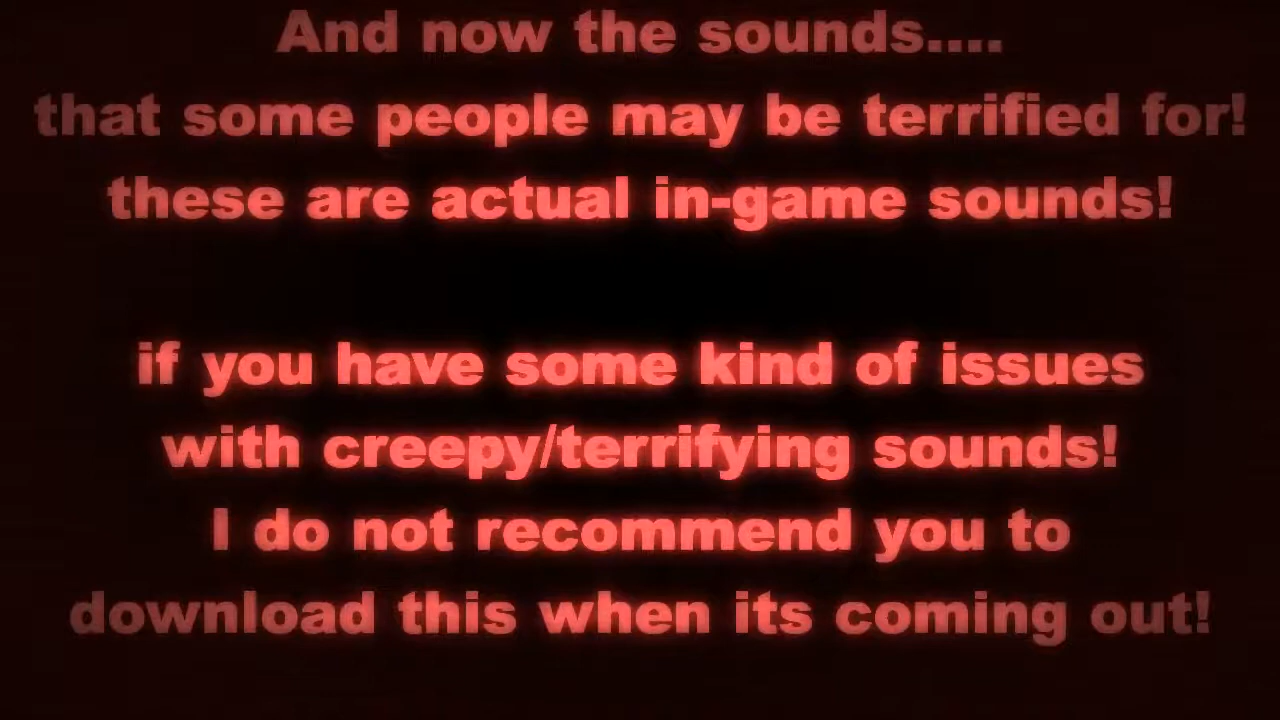 And now the sounds....
that some people may be terrified for!
these are actual in-game sounds!
if you have some kind of issues
with creepy/terrifying sounds!
I do not recommend you to
download this when its coming out!